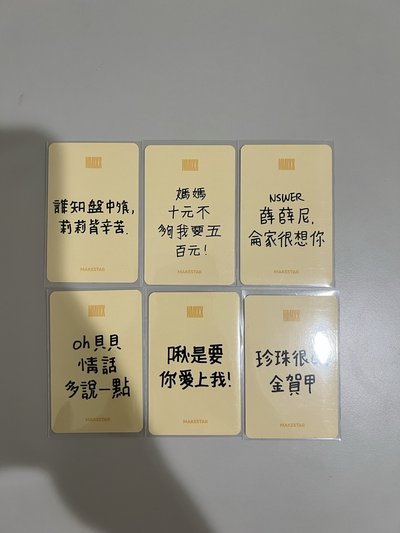 NMIXX
誰知盤中飧,
莉莉皆辛苦.
NMIXX
媽媽
十元不
夠我要五
百元!
MAKESTAR
NMIXX
NSWER
薛薛尼,
侖家很想你
MAKESTAR
NMIXX
oh貝貝
情話
多說一點
MAKESTAR
NMIXX
啾是要
你愛上我!
MAKESTAR
NMIXX
珍珠很
金賀甲
MAKESTAR